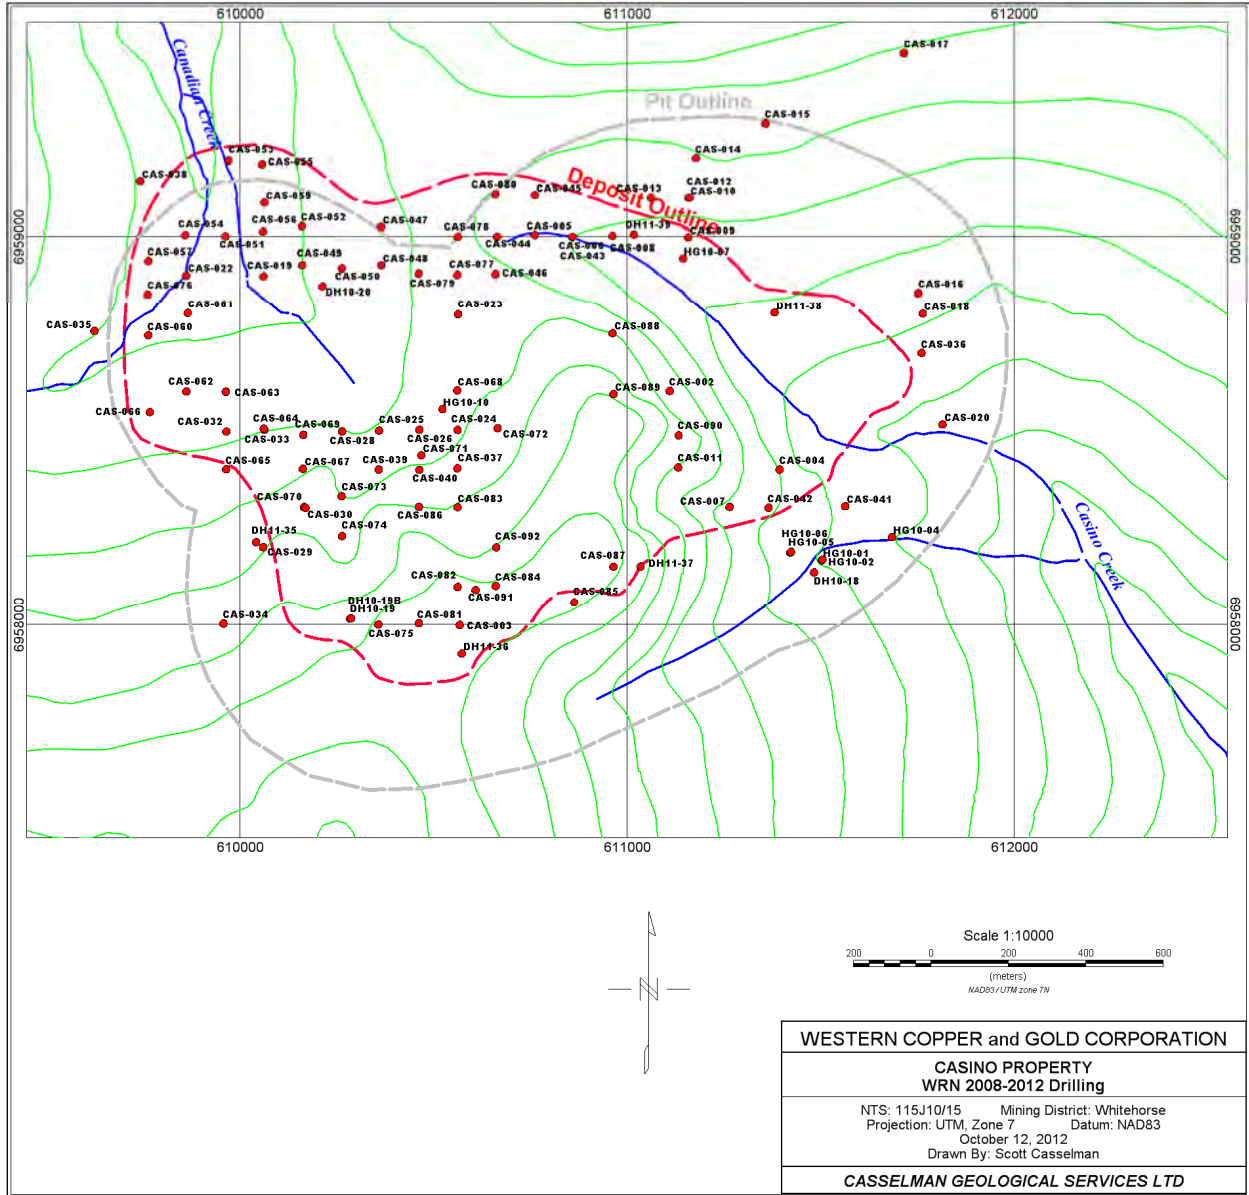 610000
611000
612000
CAS-017
Canadian Creek
Pit Outline
CAS-015
CAS-053
CAS-055
CAS-014
CAS-038
Deposit Outline
CAS-080
CAS-045
CAS-013
CAS-012
CAS-010
CAS-059
CAS-054
CAS-056
CAS-052
CAS-047
CAS-078
CAS-005
DH11-39
CAS-009
6959000
6959000
CAS-051
CAS-044
CAS-008
CAS-043
CAS-057
CAS-022
CAS-019
CAS-049
CAS-050
CAS-048
CAS-077
CAS-079
CAS-046
HG10-07
CAS-076
DH10-20
CAS-016
CAS-001
CAS-023
DH11-38
CAS-018
CAS-035
CAS-060
CAS-088
CAS-036
CAS-062
CAS-063
CAS-068
CAS-089
CAS-002
CAS-066
HG10-10
CAS-032
CAS-064
CAS-033
CAS-069
CAS-028
CAS-025
CAS-026
CAS-024
CAS-072
CAS-090
CAS-020
CAS-071
CAS-065
CAS-067
CAS-039
CAS-040
CAS-037
CAS-011
CAS-004
CAS-073
CAS-070
CAS-030
CAS-086
CAS-083
CAS-007
CAS-042
CAS-041
Casino Creek
DH11-35
CAS-029
CAS-074
CAS-092
HG10-06
HG10-05
HG10-04
HG10-01
HG10-02
DH10-18
CAS-087
DH11-37
CAS-082
CAS-084
CAS-091
CAS-085
DH10-19B
DH10-19
CAS-034
CAS-075
CAS-081
CAS-003
6958000
6958000
DH11-36
610000
611000
612000
Scale 1:10000
200 0 200 400 600
(meters)
NAD83 / UTM zone 7N
N
WESTERN COPPER and GOLD CORPORATION
CASINO PROPERTY
WRN 2008-2012 Drilling
NTS: 115J10/15 Mining District: Whitehorse
Projection: UTM, Zone 7 Datum: NAD83
October 12, 2012
Drawn By: Scott Casselman
CASSELMAN GEOLOGICAL SERVICES LTD